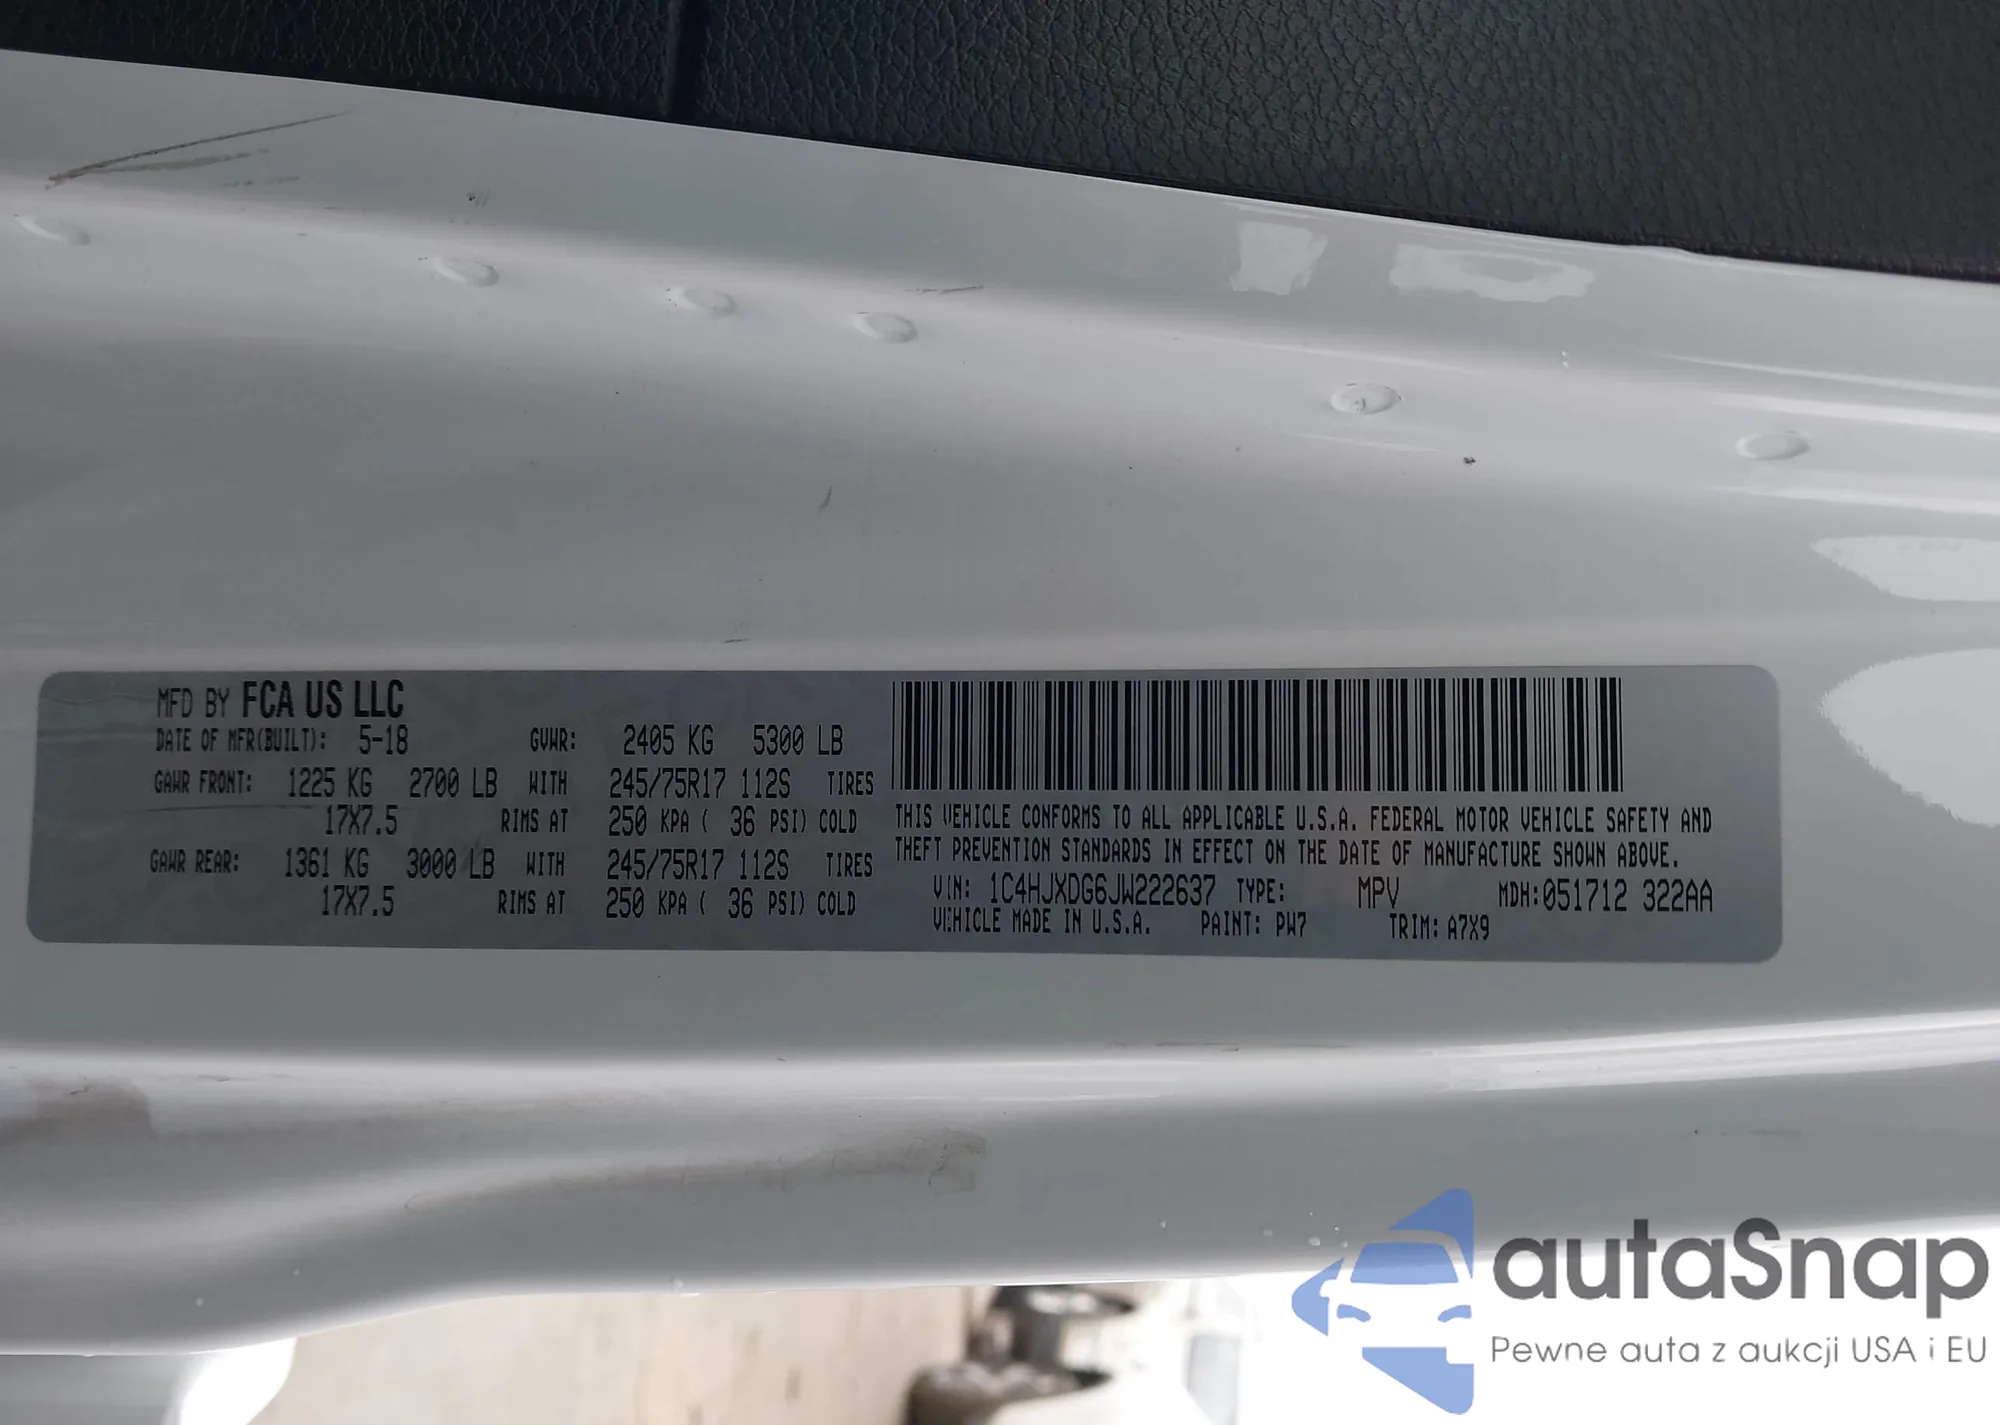 MFD BY FCA US LLC
DATE OF MFR(BUILT): 5-18 GVWR: 2405 KG 5300 LB
GAWR FRONT: 1225 KG 2700 LB WITH 245/75R17 112S TIRES
17X7.5 RIMS AT 250 KPA ( 36 PSI) COLD
GAWR REAR: 1361 KG 3000 LB WITH 245/75R17 112S TIRES
17X7.5 RIMS AT 250 KPA ( 36 PSI) COLD
THIS VEHICLE CONFORMS TO ALL APPLICABLE U.S.A. FEDERAL MOTOR VEHICLE SAFETY AND
THEFT PREVENTION STANDARDS IN EFFECT ON THE DATE OF MANUFACTURE SHOWN ABOVE.
VIN: 1C4HJXDG6JW222637 TYPE: MPV MDH:051712 322AA
VEHICLE MADE IN U.S.A. PAINT: PW7 TRIM: A7X9
autaSnap
Pewne auta z aukcji USA i EU